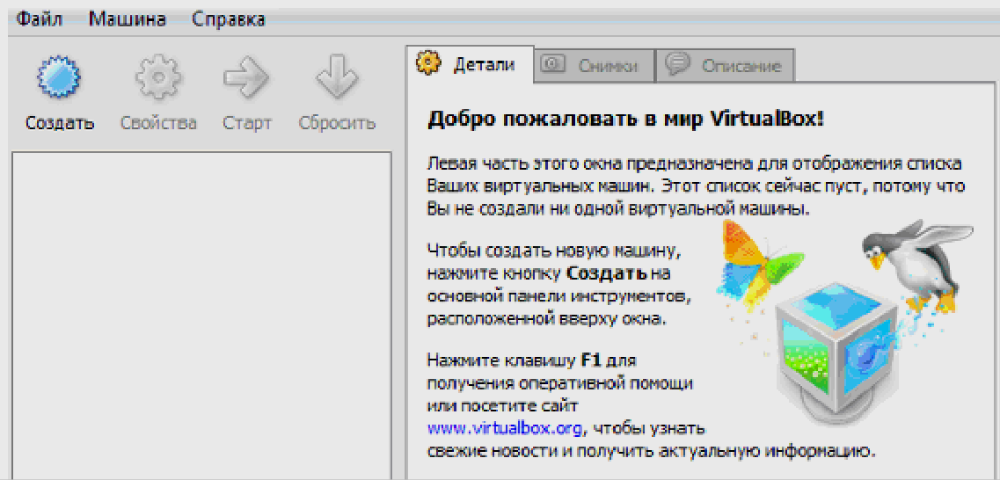 Файл Машина Справка
Создать Свойства Старт Сбросить
Детали Снимки Описание
Добро пожаловать в мир VirtualBox!
Левая часть этого окна предназначена для отображения списка
Ваших виртуальных машин. Этот список сейчас пуст, потому что
Вы не создали ни одной виртуальной машины.
Чтобы создать новую машину,
нажмите кнопку Создать на
основной панели инструментов,
расположенной вверху окна.
Нажмите клавишу F1 для
получения оперативной помощи
или посетите сайт
www.virtualbox.org, чтобы узнать
свежие новости и получить актуальную информацию.